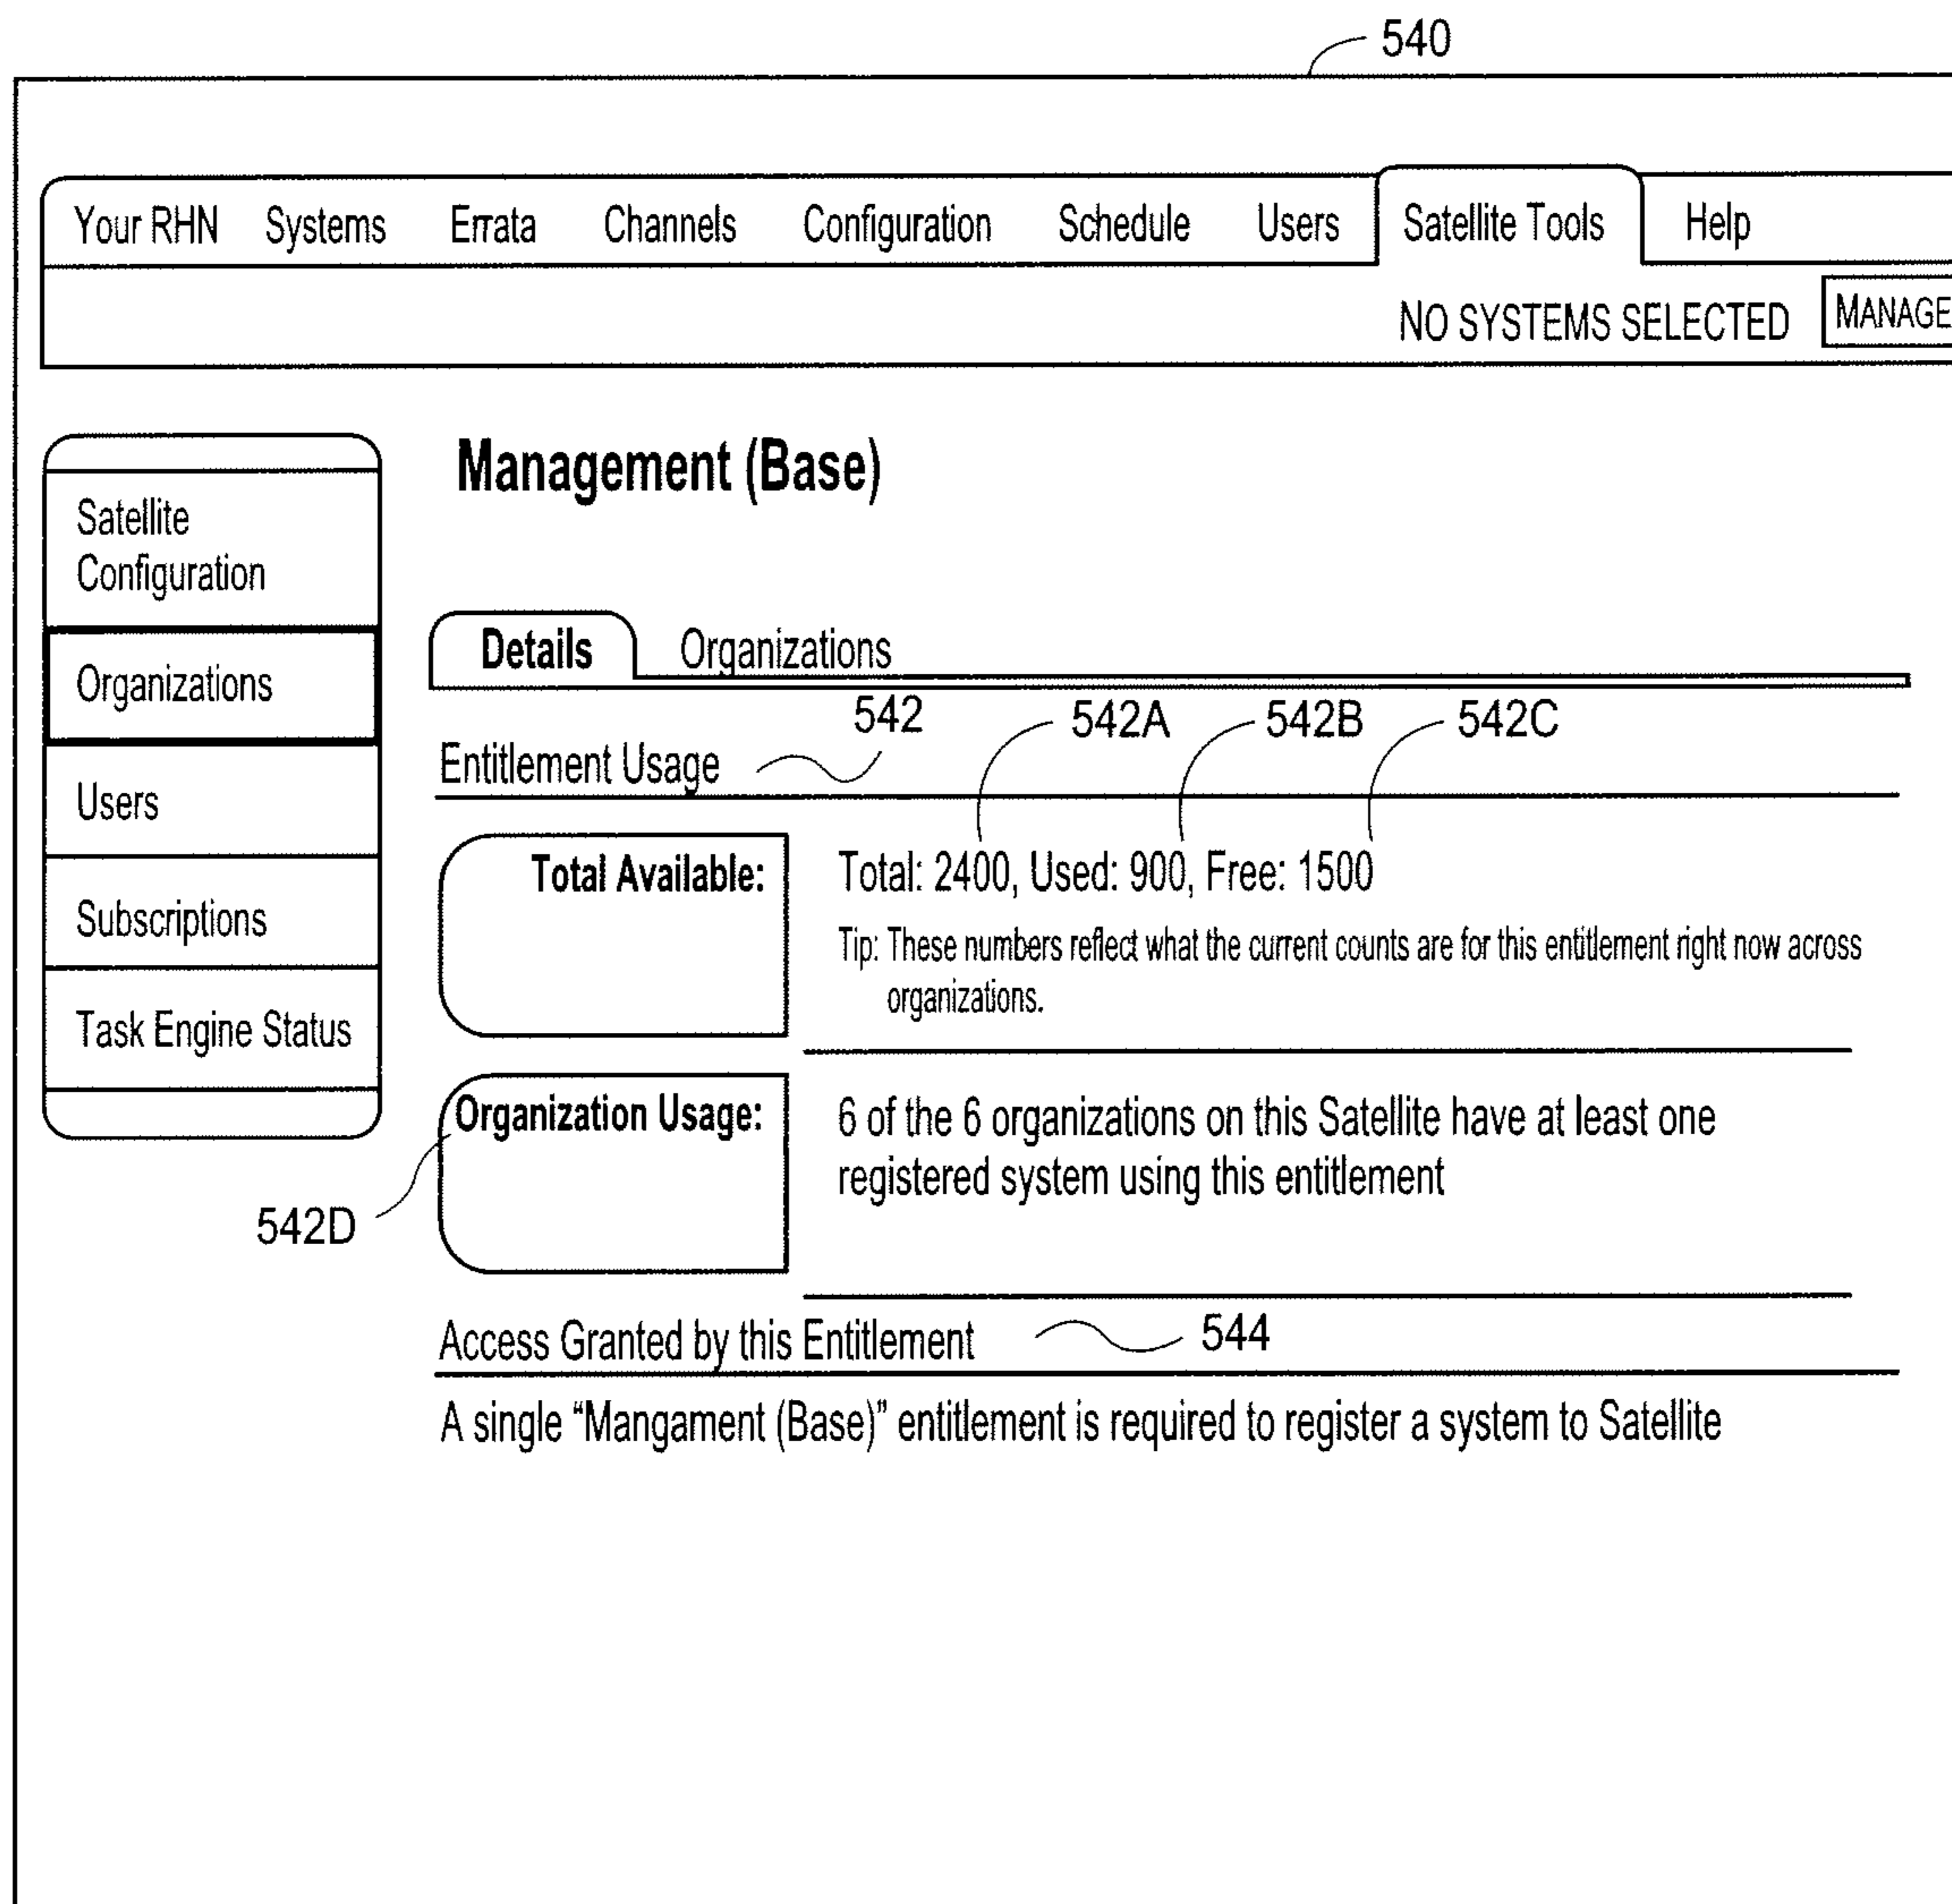 540
Your RHN Systems Errata Channels Configuration Schedule Users Satellite Tools Help
NO SYSTEMS SELECTED MANAGE
Management (Base)
Satellite
Configuration
Organizations
Users
Subscriptions
Task Engine Status
Details Organizations
542 542A 542B 542C
Entitlement Usage
Total Available: Total: 2400, Used: 900, Free: 1500
Tip: These numbers reflect what the current counts are for this entitlement right now across
organizations.
Organization Usage: 6 of the 6 organizations on this Satellite have at least one
registered system using this entitlement
542D
Access Granted by this Entitlement 544
A single “Mangament (Base)” entitlement is required to register a system to Satellite